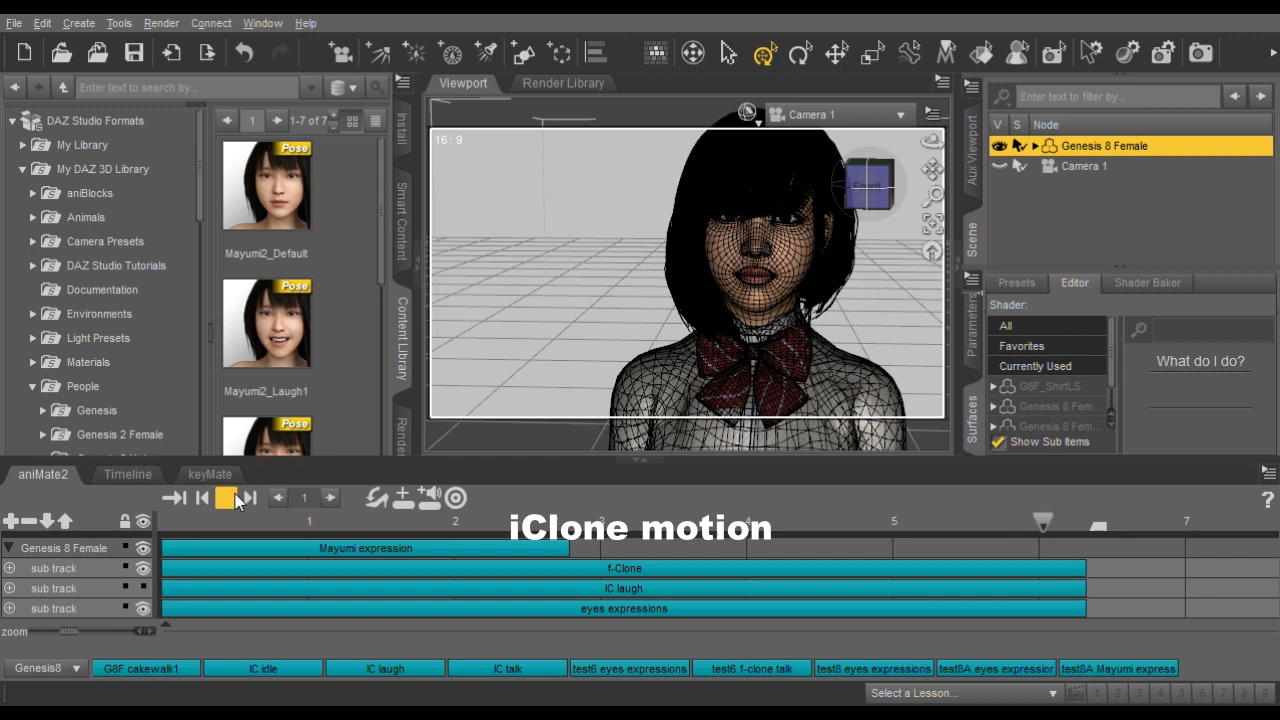 File Edit Create Tools Render Connect Window Help
Enter text to search by...
DAZ Studio Formats
My Library
My DAZ 3D Library
aniBlocks
Animals
Camera Presets
DAZ Studio Tutorials
Documentation
Environments
Light Presets
Materials
People
Genesis
Genesis 2 Female
1 1-7 of 7
Pose
Mayumi2_Default
Pose
Mayumi2_Laugh1
Pose
Install
Smart Content
Content Library
Render
Viewport Render Library
Camera 1
16 : 9
Front
Aux Viewport
Scene
Parameters
Surfaces
Enter text to filter by...
V S Node
Genesis 8 Female
Camera 1
Presets Editor Shader Baker
Shader:
All
Favorites
Currently Used
G8F_ShirtLS
Genesis 8 Fem...
Genesis 8 Fem...
Show Sub Items
What do I do?
aniMate2 Timeline keyMate
1
?
iClone motion
1 2 5 7
Genesis 8 Female Mayumi expression
sub track f-Clone
sub track IC laugh
sub track eyes expressions
zoom
Genesis8 G8F cakewalk1 IC idle IC laugh IC talk test6 eyes expressions test6 f-clone talk test8 eyes expressions test8A eyes expressior test8A Mayumi express
Select a Lesson... 1 2 3 4 5 6 7 8 9